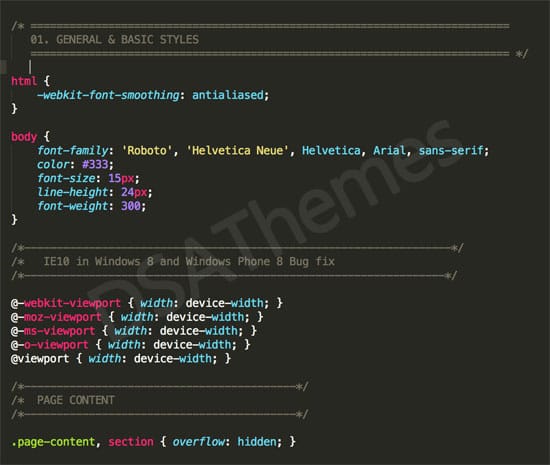 /* ==================================================================
01. GENERAL & BASIC STYLES
================================================================== */
html {
-webkit-font-smoothing: antialiased;
}
body {
font-family: 'Roboto', 'Helvetica Neue', Helvetica, Arial, sans-serif;
color: #333;
font-size: 15px;
line-height: 24px;
font-weight: 300;
}
/*------------------------------------------------------------------*/
/*   IE10 in Windows 8 and Windows Phone 8 Bug fix
/*-----------------------------------------------------------------*/
@-webkit-viewport { width: device-width; }
@-moz-viewport { width: device-width; }
@-ms-viewport { width: device-width; }
@-o-viewport { width: device-width; }
@viewport { width: device-width; }
/*------------------------------------------*/
/*  PAGE CONTENT
/*------------------------------------------*/
.page-content, section { overflow: hidden; }
DSAThemes